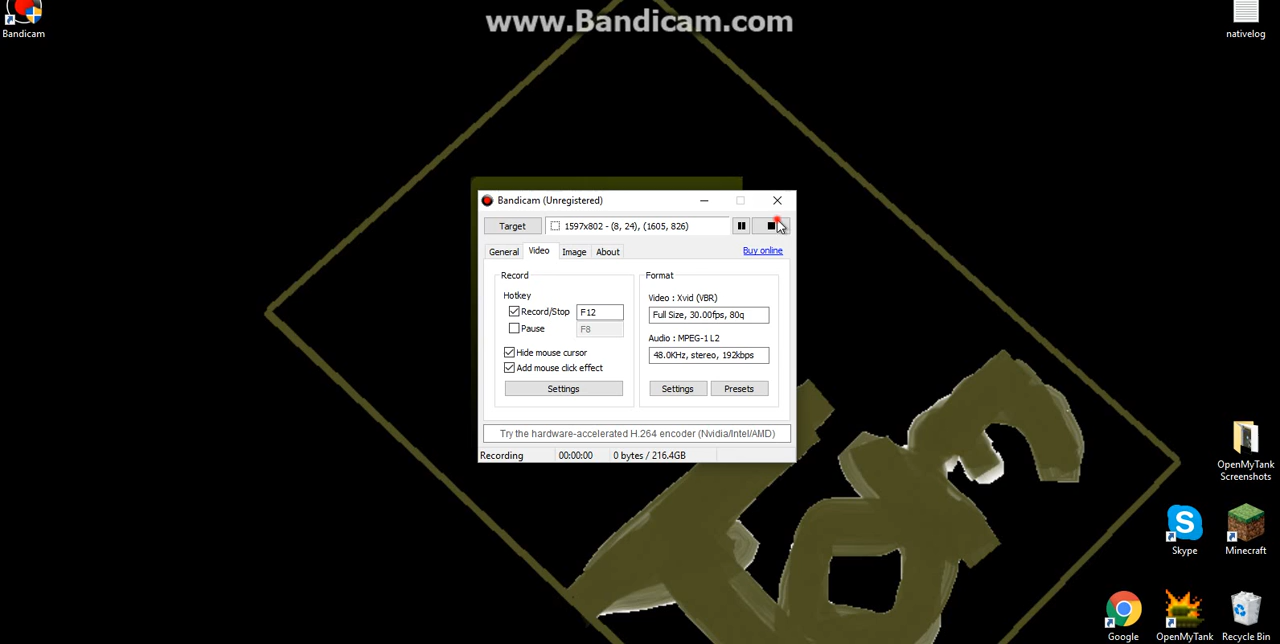 www.Bandicam.com
Bandicam
nativelog
Bandicam (Unregistered)
Target
1597x802 - (8, 24), (1605, 826)
General
Video
Image
About
Buy online
Record
Hotkey
Record/Stop
F12
Pause
F8
Hide mouse cursor
Add mouse click effect
Settings
Format
Video : Xvid (VBR)
Full Size, 30.00fps, 80q
Audio : MPEG-1 L2
48.0KHz, stereo, 192kbps
Settings
Presets
Try the hardware-accelerated H.264 encoder (Nvidia/Intel/AMD)
Recording
00:00:00
0 bytes / 216.4GB
OpenMyTank
Screenshots
Skype
Minecraft
Google
OpenMyTank
Recycle Bin